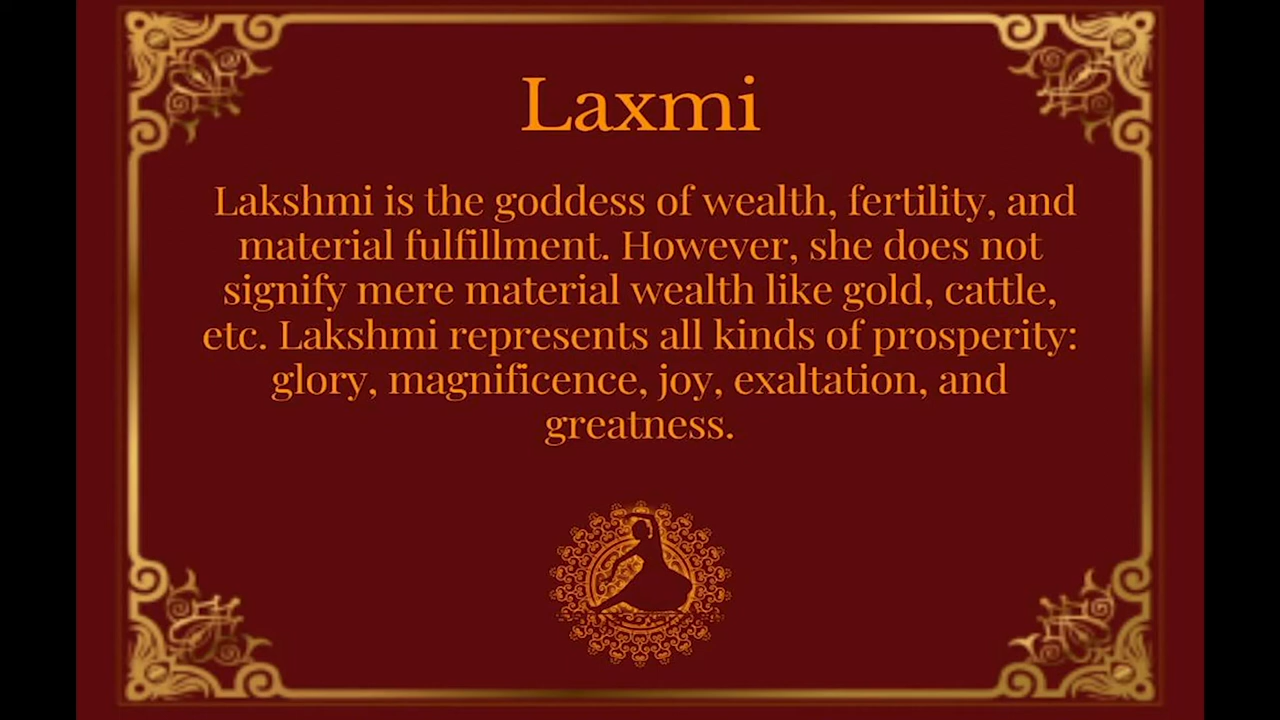 Laxmi
Lakshmi is the goddess of wealth, fertility, and
material fulfillment. However, she does not
signify mere material wealth like gold, cattle,
etc. Lakshmi represents all kinds of prosperity:
glory, magnificence, joy, exaltation, and
greatness.